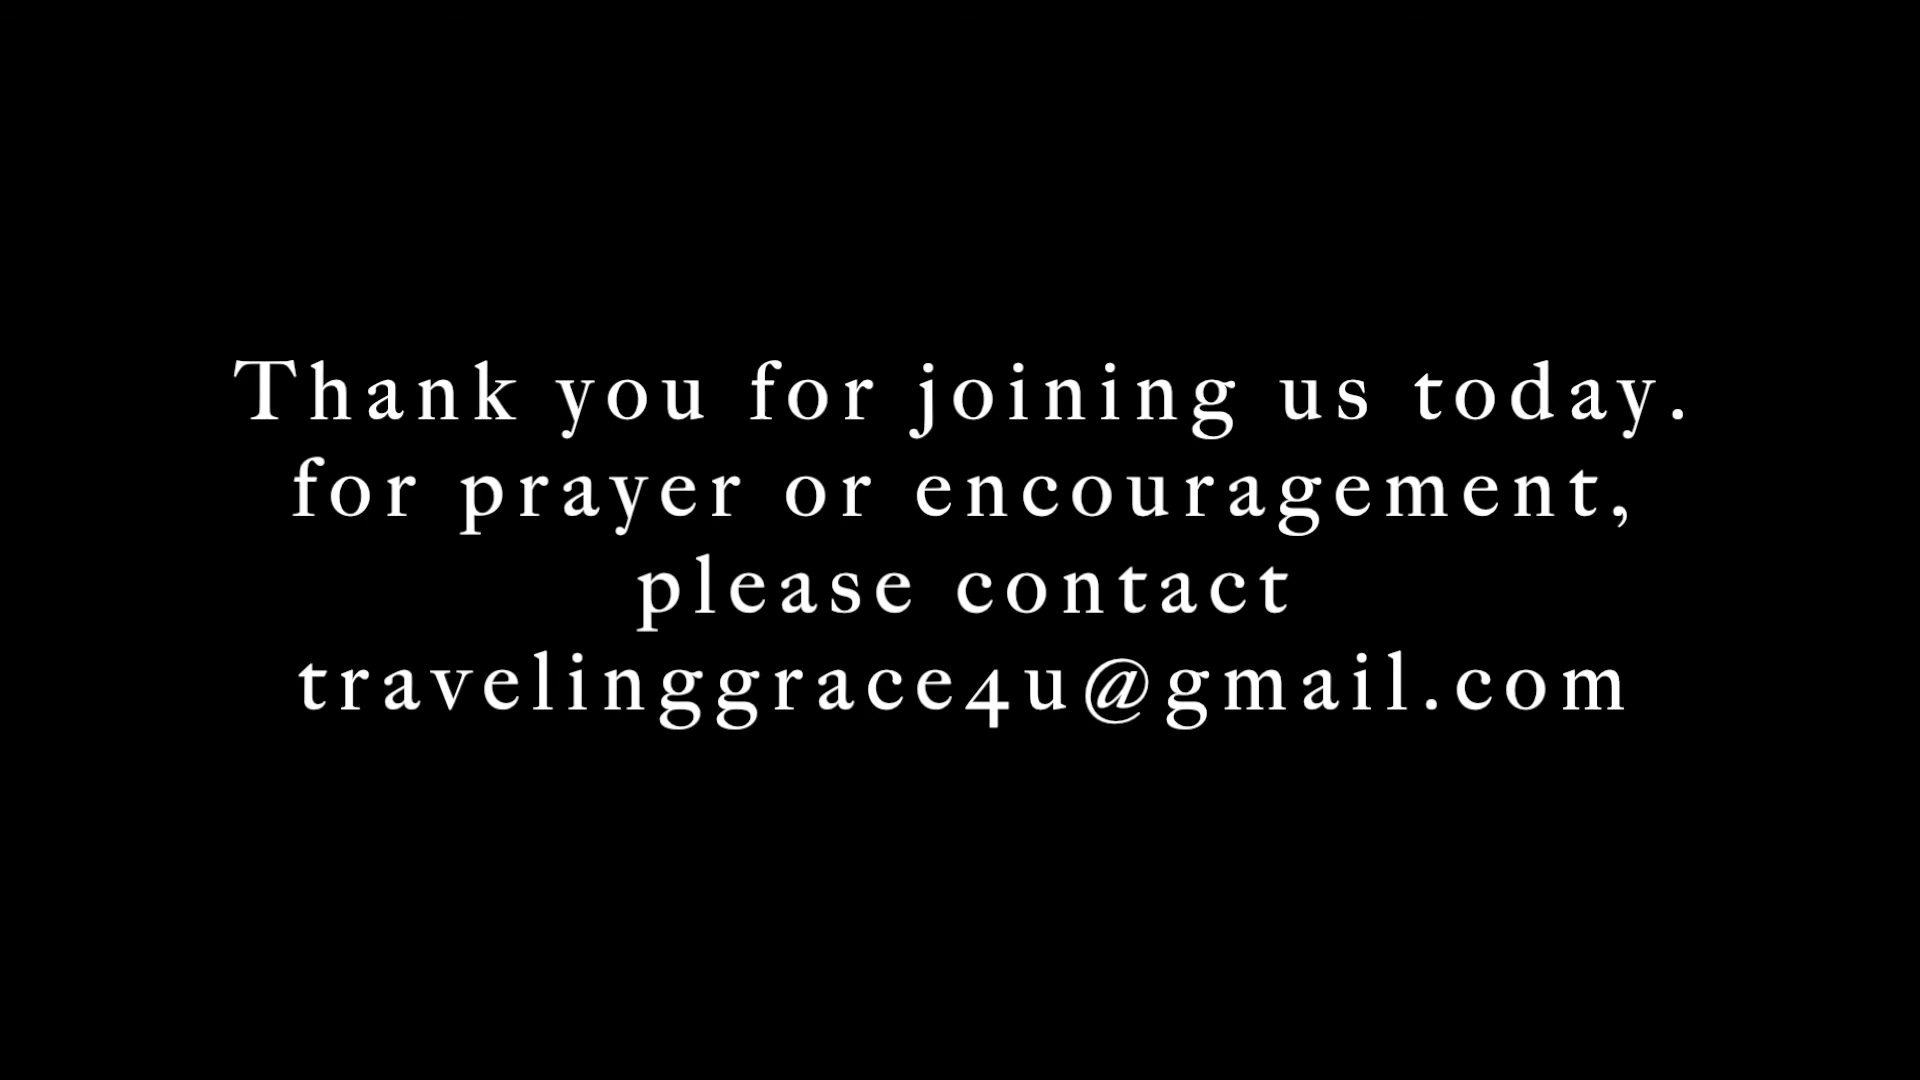 Thank you for joining us today.
for prayer or encouragement,
please contact
travelinggrace4u@gmail.com